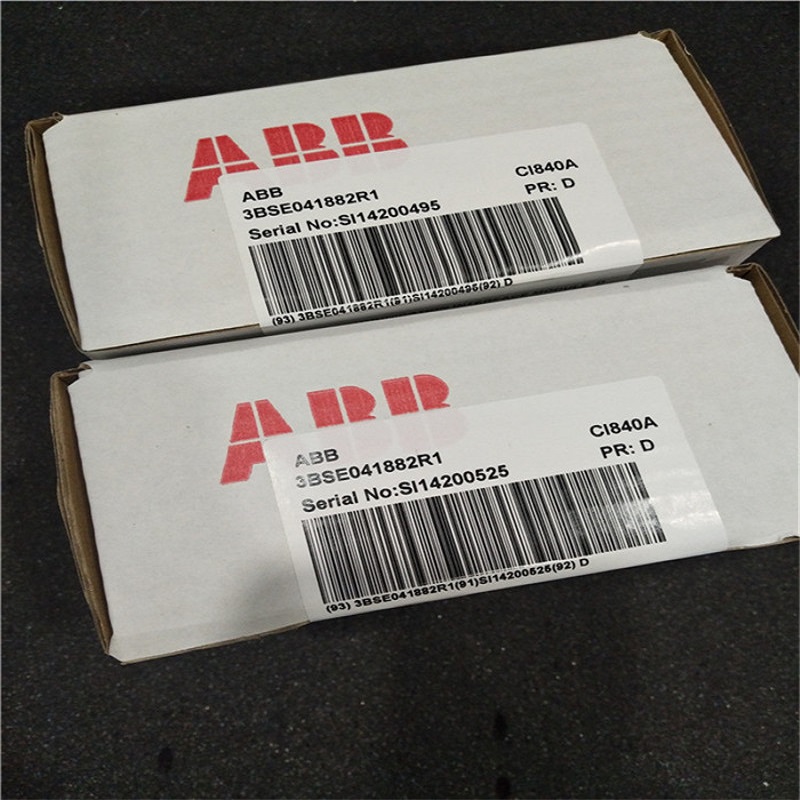 ABB
ABB
CI840A
3BSE041882R1
PR: D
Serial No:SI14200495
(93) 3BSE041882R1(91)SI14200495(92) D
ABB
ABB
CI840A
3BSE041882R1
PR: D
Serial No:SI14200525
(93) 3BSE041882R1(91)SI14200525(92) D